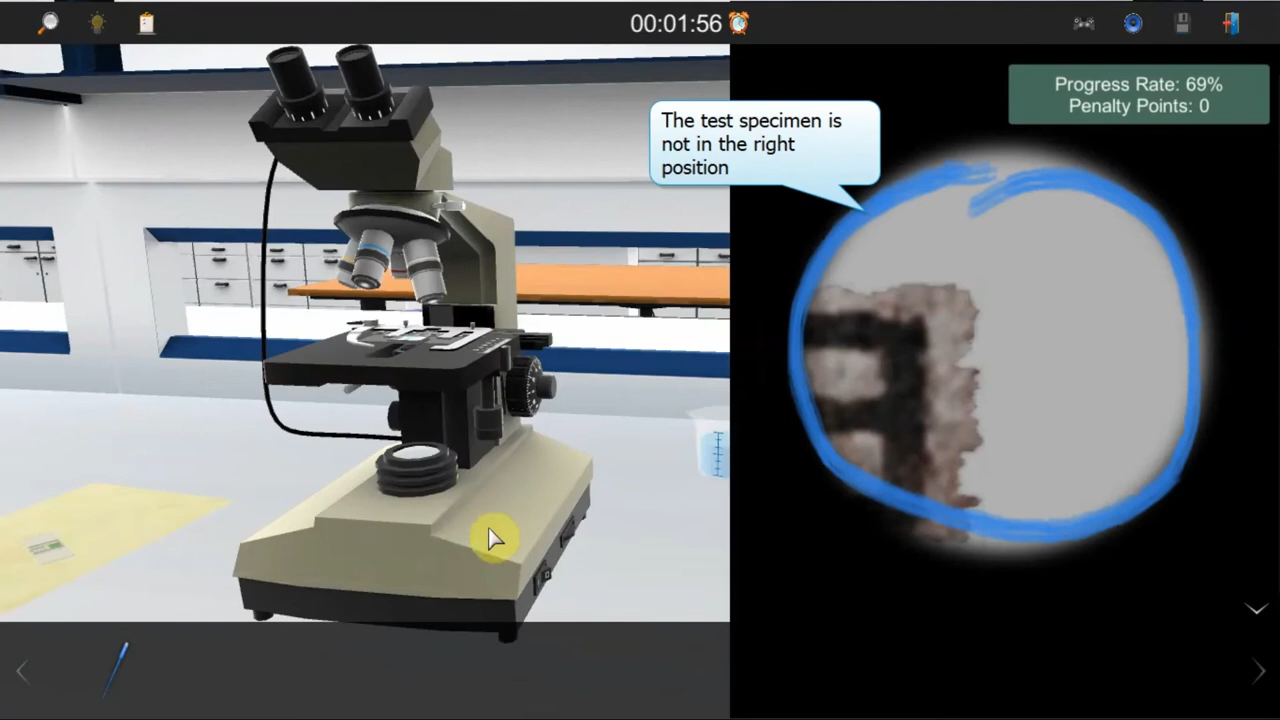 00:01:56
Progress Rate: 69%
Penalty Points: 0
The test specimen is
not in the right
position